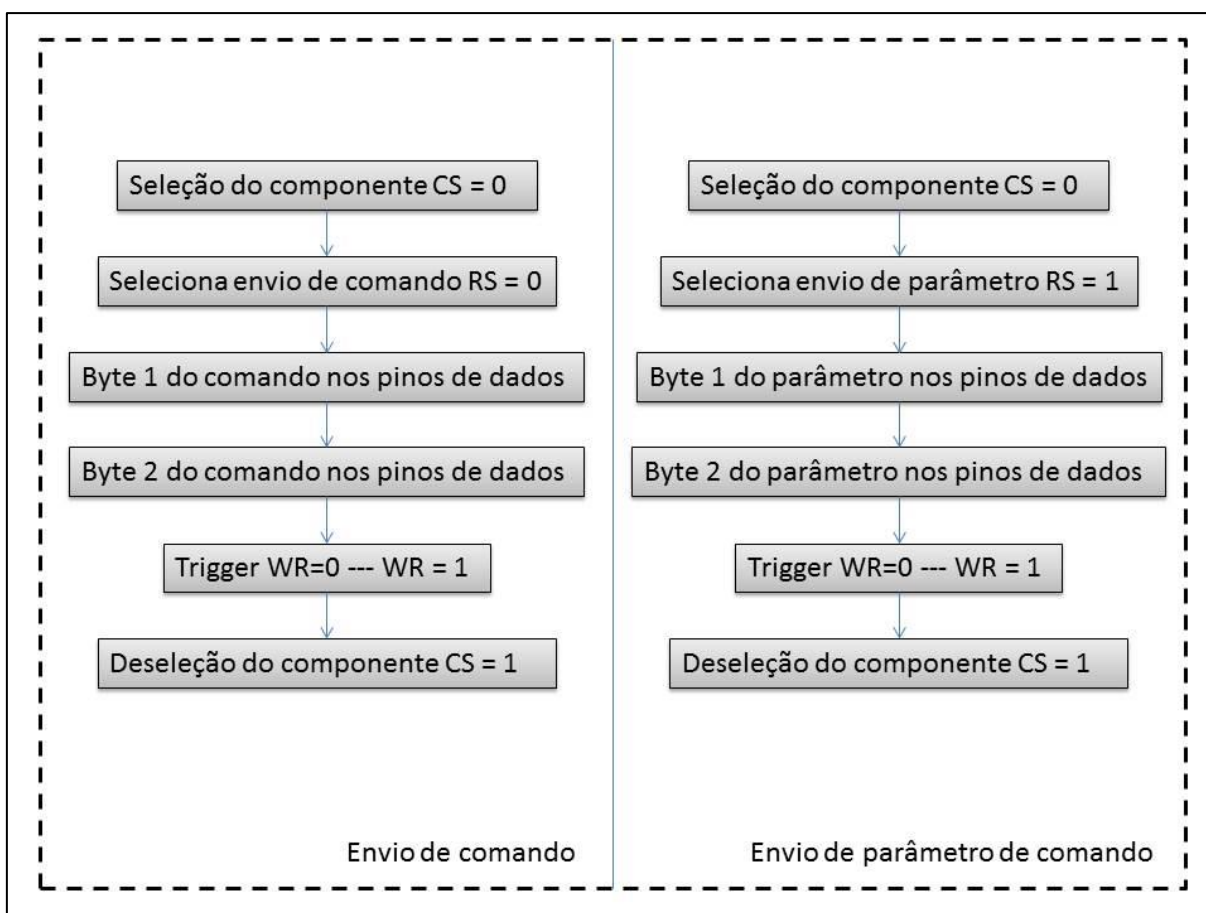 Seleção do componente CS = 0
Seleciona envio de comando RS = 0
Byte 1 do comando nos pinos de dados
Byte 2 do comando nos pinos de dados
Trigger WR=0 --- WR = 1
Deseleção do componente CS = 1
Envio de comando
Seleção do componente CS = 0
Seleciona envio de parâmetro RS = 1
Byte 1 do parâmetro nos pinos de dados
Byte 2 do parâmetro nos pinos de dados
Trigger WR=0 --- WR = 1
Deseleção do componente CS = 1
Envio de parâmetro de comando